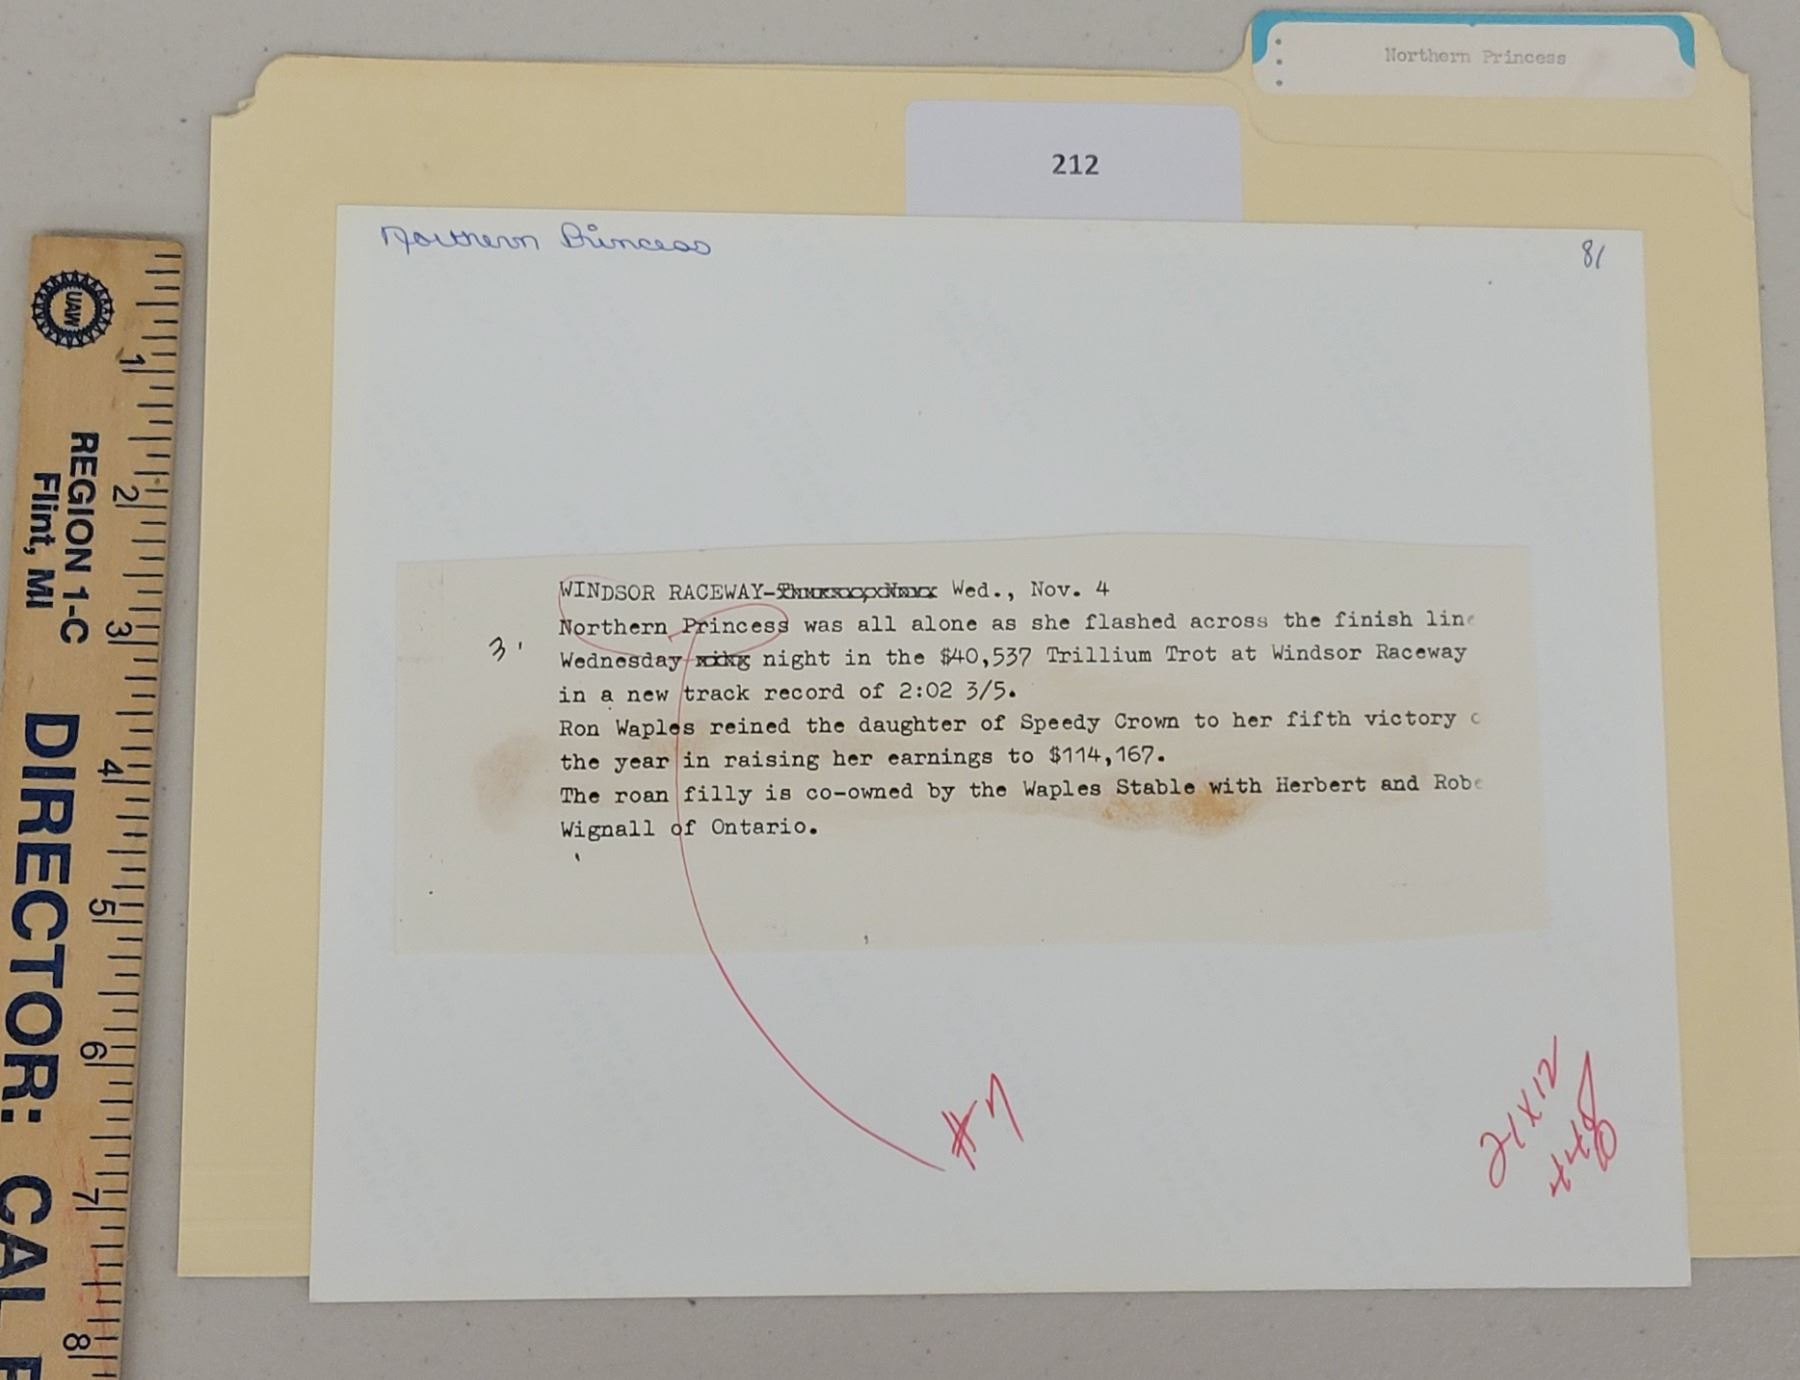 Northern Princess
212
Northern Princess
81
WINDSOR RACEWAY- Wed., Nov. 4
Northern Princess was all alone as she flashed across the finish line
3. Wednesday night in the $40,537 Trillium Trot at Windsor Raceway
in a new track record of 2:02 3/5.
Ron Waples reined the daughter of Speedy Crown to her fifth victory
the year in raising her earnings to $114,167.
The roan filly is co-owned by the Waples Stable with Herbert and Robe
Wignall of Ontario.
#7
21 X 12
UAW
REGION 1-C
Flint, MI
DIRECTOR: CAL
1
2
3
4
5
6
7
8